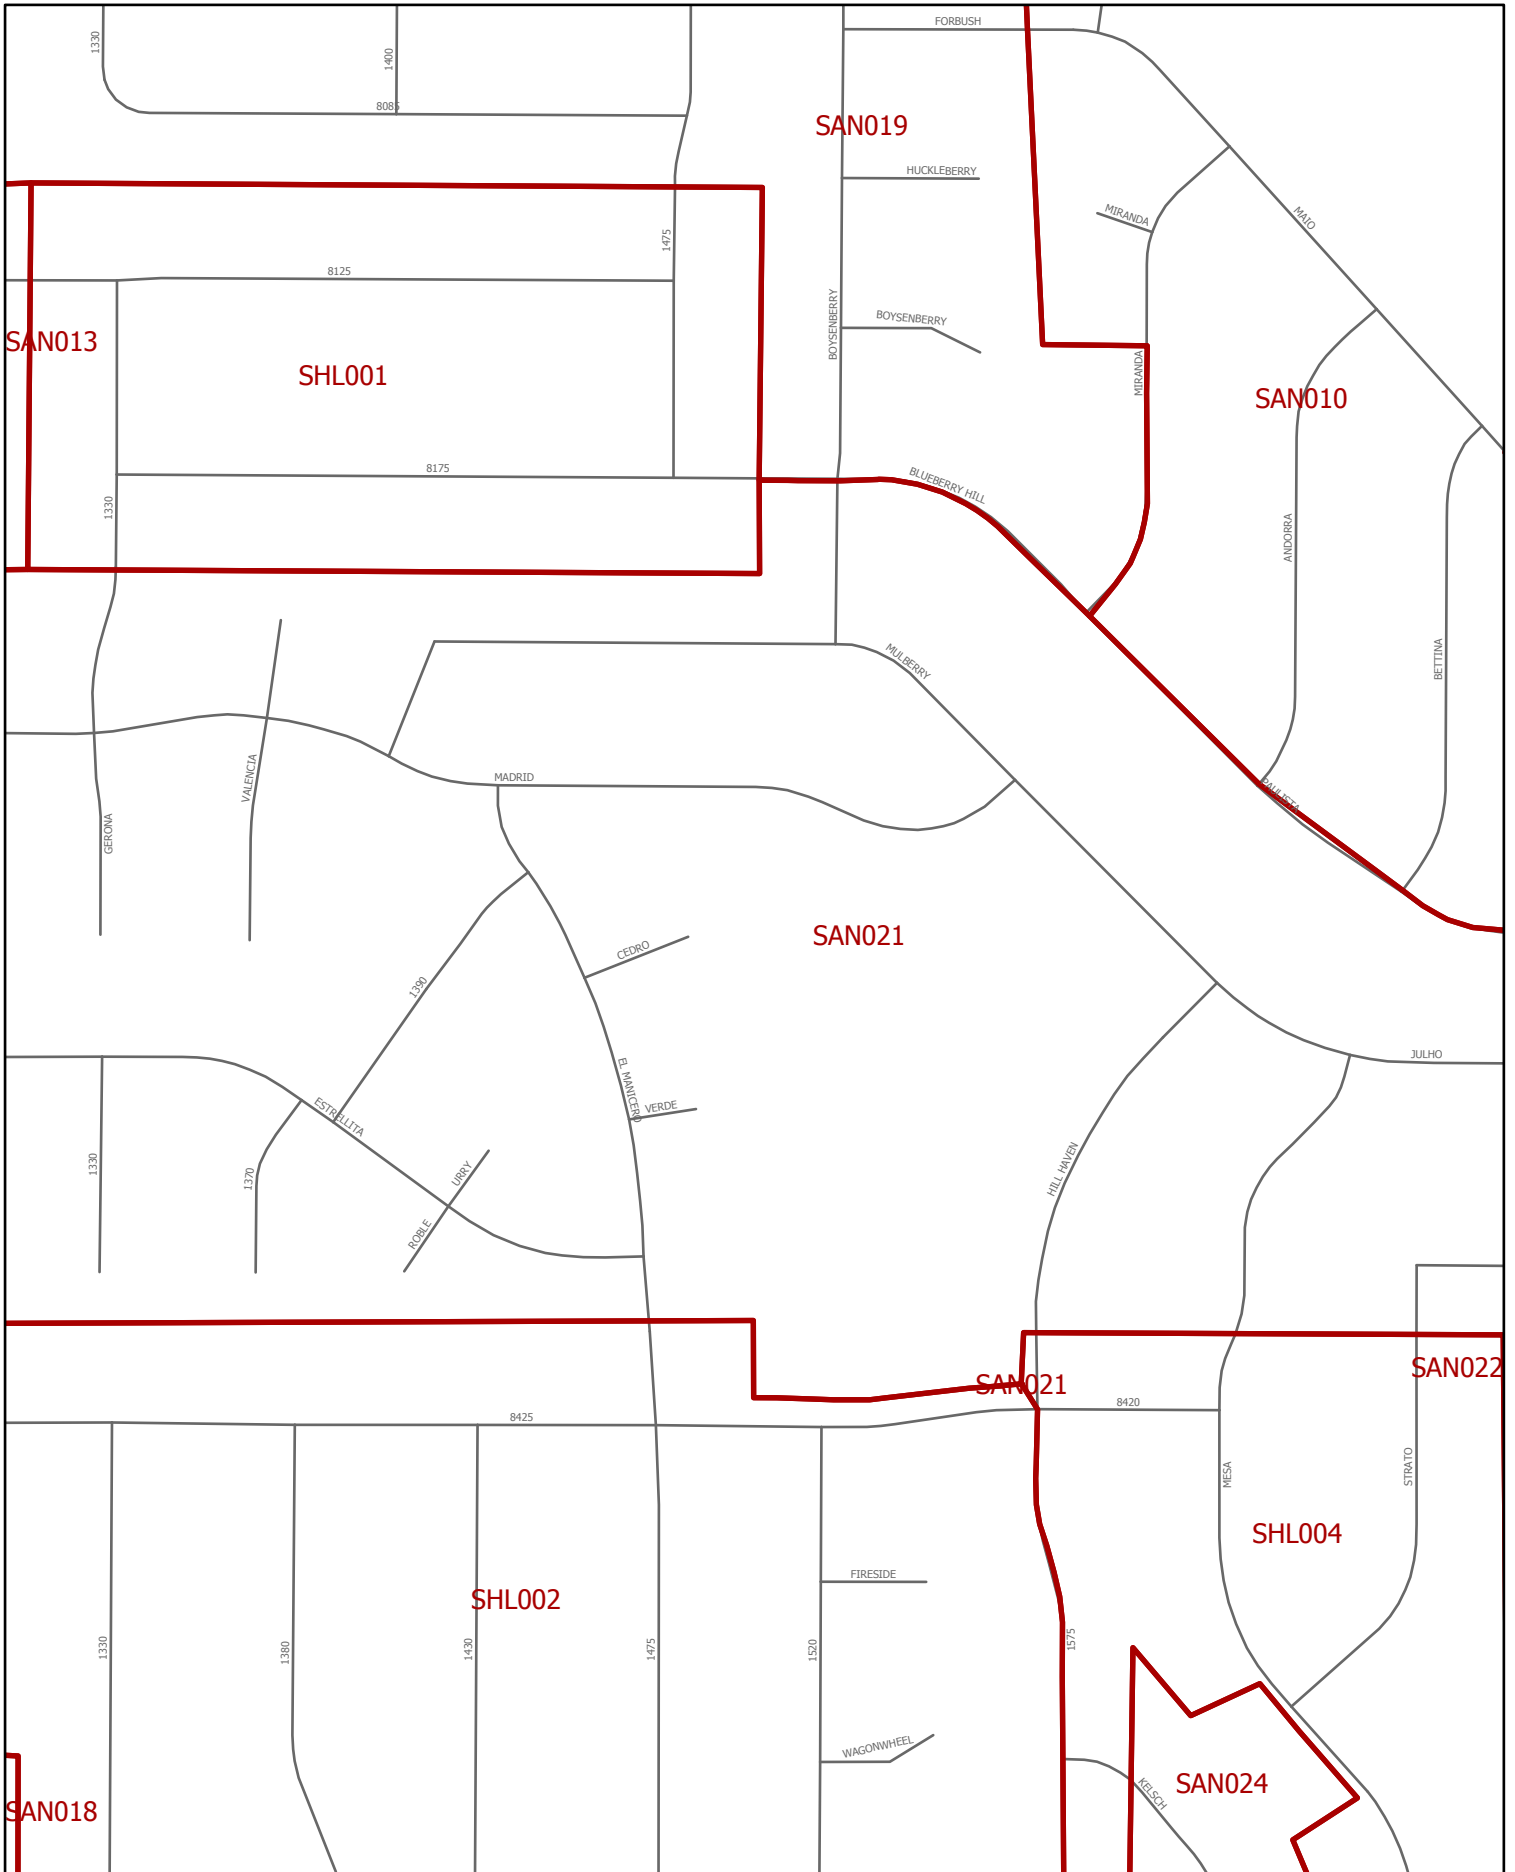 FORBUSH
1330
1400
8085
SAN019
HUCKLEBERRY
MIRANDA
MAIO
1475
8125
BOYSENBERRY
BOYSENBERRY
SAN013
SHL001
MIRANDA
SAN010
8175
BLUEBERRY HILL
1330
ANDORRA
BETTINA
MULBERRY
VALENCIA
MADRID
PAULISTA
GERONA
SAN021
CEDRO
1390
EL MANICERO
JULHO
ESTRELLITA
VERDE
1330
1370
URRY
HILL HAVEN
ROBLE
SAN022
SAN021
8420
8425
MESA
STRATO
SHL004
FIRESIDE
SHL002
1330
1380
1430
1475
1520
1575
WAGONWHEEL
KELSCH
SAN024
SAN018